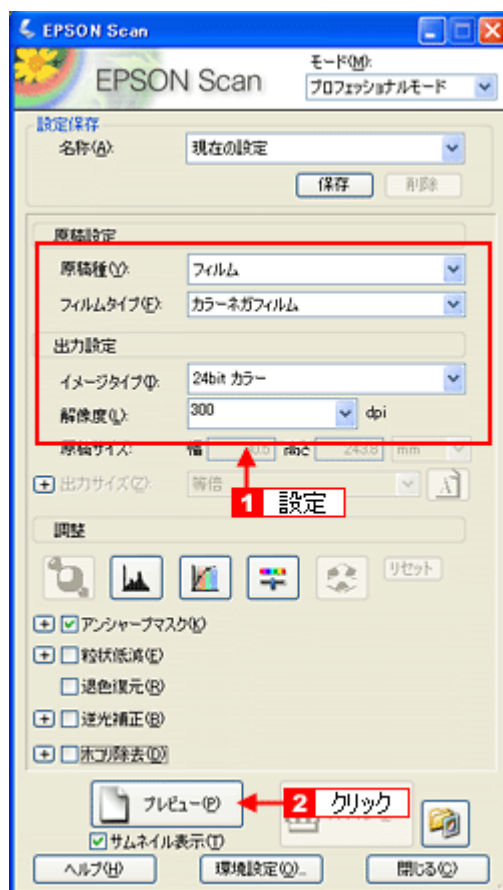 EPSON Scan
EPSON Scan
モード(M):
プロフェッショナルモード
設定保存
名称(A):
現在の設定
保存
削除
原稿設定
原稿種(Y):
フィルム
フィルムタイプ(F):
カラーネガフィルム
出力設定
イメージタイプ(I):
24bit カラー
解像度(L):
300
dpi
原稿サイズ:
幅
高さ
243.8
mm
出力サイズ(Z):
等倍
1 設定
調整
リセット
アンシャープマスク(K)
粒状低減(E)
退色復元(R)
逆光補正(B)
ホコリ除去(D)
プレビュー(P)
2 クリック
サムネイル表示(T)
ヘルプ(H)
環境設定(O)...
閉じる(C)